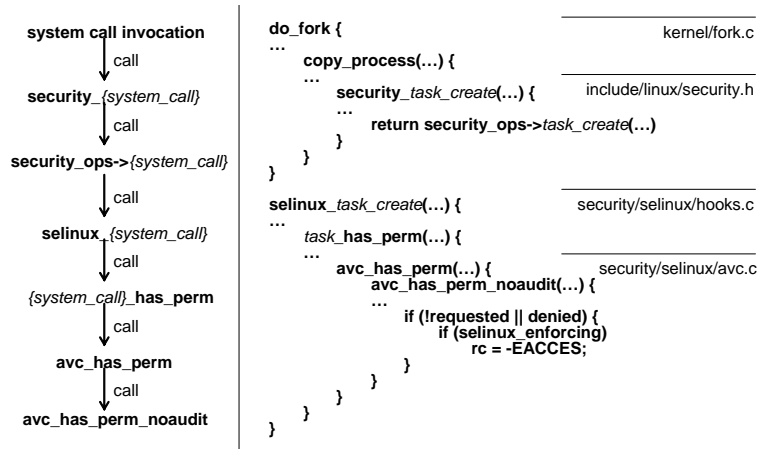 system call invocation
call
security_{system_call}
call
security_ops->{system_call}
call
selinux_{system_call}
call
{system_call}_has_perm
call
avc_has_perm
call
avc_has_perm_noaudit
do_fork {
kernel/fork.c
…
copy_process(…) {
…
include/linux/security.h
security_task_create(…) {
…
return security_ops->task_create(…)
}
}
}
selinux_task_create(…) {
security/selinux/hooks.c
…
task_has_perm(…) {
…
security/selinux/avc.c
avc_has_perm(…) {
avc_has_perm_noaudit(…) {
…
if (!requested || denied) {
if (selinux_enforcing)
rc = -EACCES;
}
}
}
}
}